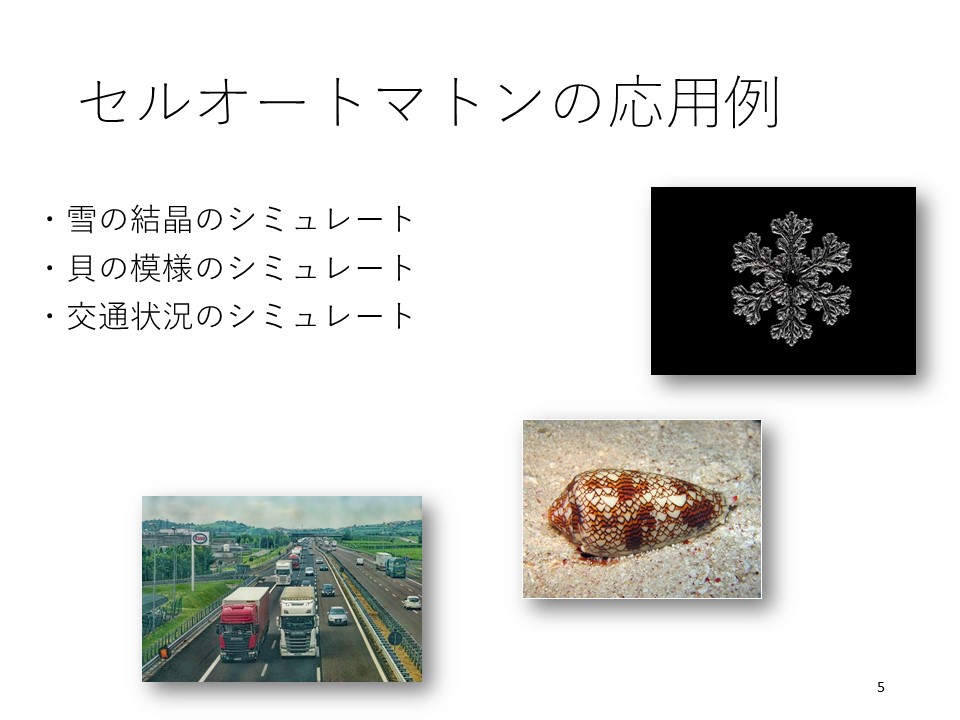 セルオートマトンの応用例
・雪の結晶のシミュレート
・貝の模様のシミュレート
・交通状況のシミュレート
5